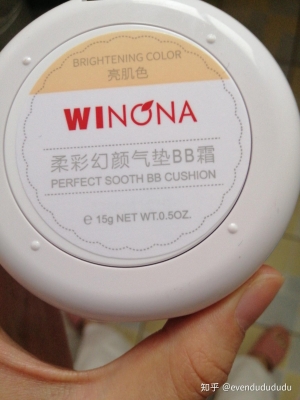 BRIGHTENING COLOR
亮肌色
WINONA
柔彩幻颜气垫BB霜
PERFECT SOOTH BB CUSHION
℮ 15g NET WT.0.5OZ.
知乎 @evendudududu